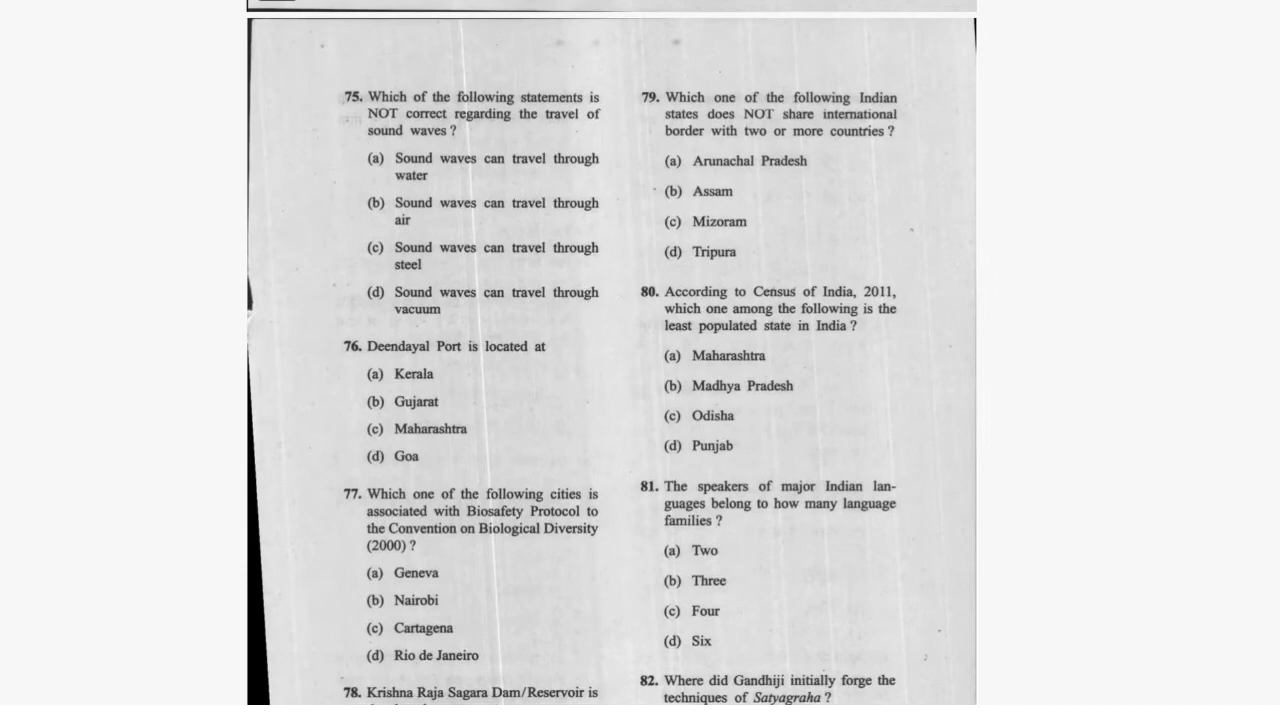 75. Which of the following statements is
NOT correct regarding the travel of
sound waves ?
(a) Sound waves can travel through
water
(b) Sound waves can travel through
air
(c) Sound waves can travel through
steel
(d) Sound waves can travel through
vacuum
76. Deendayal Port is located at
(a) Kerala
(b) Gujarat
(c) Maharashtra
(d) Goa
77. Which one of the following cities is
associated with Biosafety Protocol to
the Convention on Biological Diversity
(2000) ?
(a) Geneva
(b) Nairobi
(c) Cartagena
(d) Rio de Janeiro
78. Krishna Raja Sagara Dam/Reservoir is
79. Which one of the following Indian
states does NOT share international
border with two or more countries ?
(a) Arunachal Pradesh
(b) Assam
(c) Mizoram
(d) Tripura
80. According to Census of India, 2011,
which one among the following is the
least populated state in India ?
(a) Maharashtra
(b) Madhya Pradesh
(c) Odisha
(d) Punjab
81. The speakers of major Indian lan-
guages belong to how many language
families ?
(a) Two
(b) Three
(c) Four
(d) Six
82. Where did Gandhiji initially forge the
techniques of Satyagraha ?